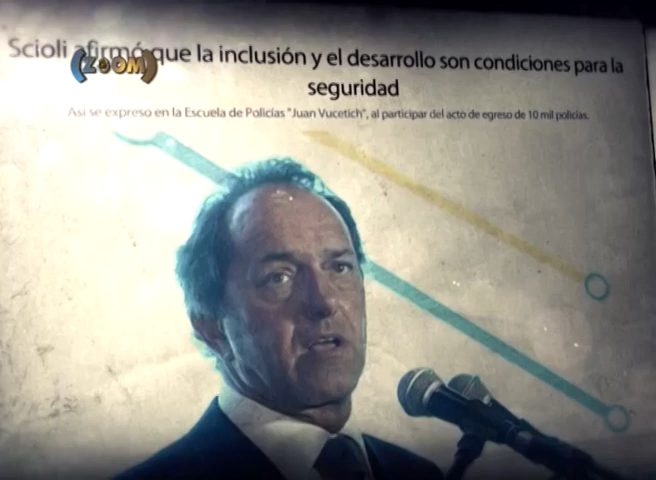 Scioli afirmó que la inclusión y el desarrollo son condiciones para la
seguridad
Así se expreso en la Escuela de Policías "Juan Vucetich", al participar del acto de egreso de 10 mil policías.
(ZOOM)